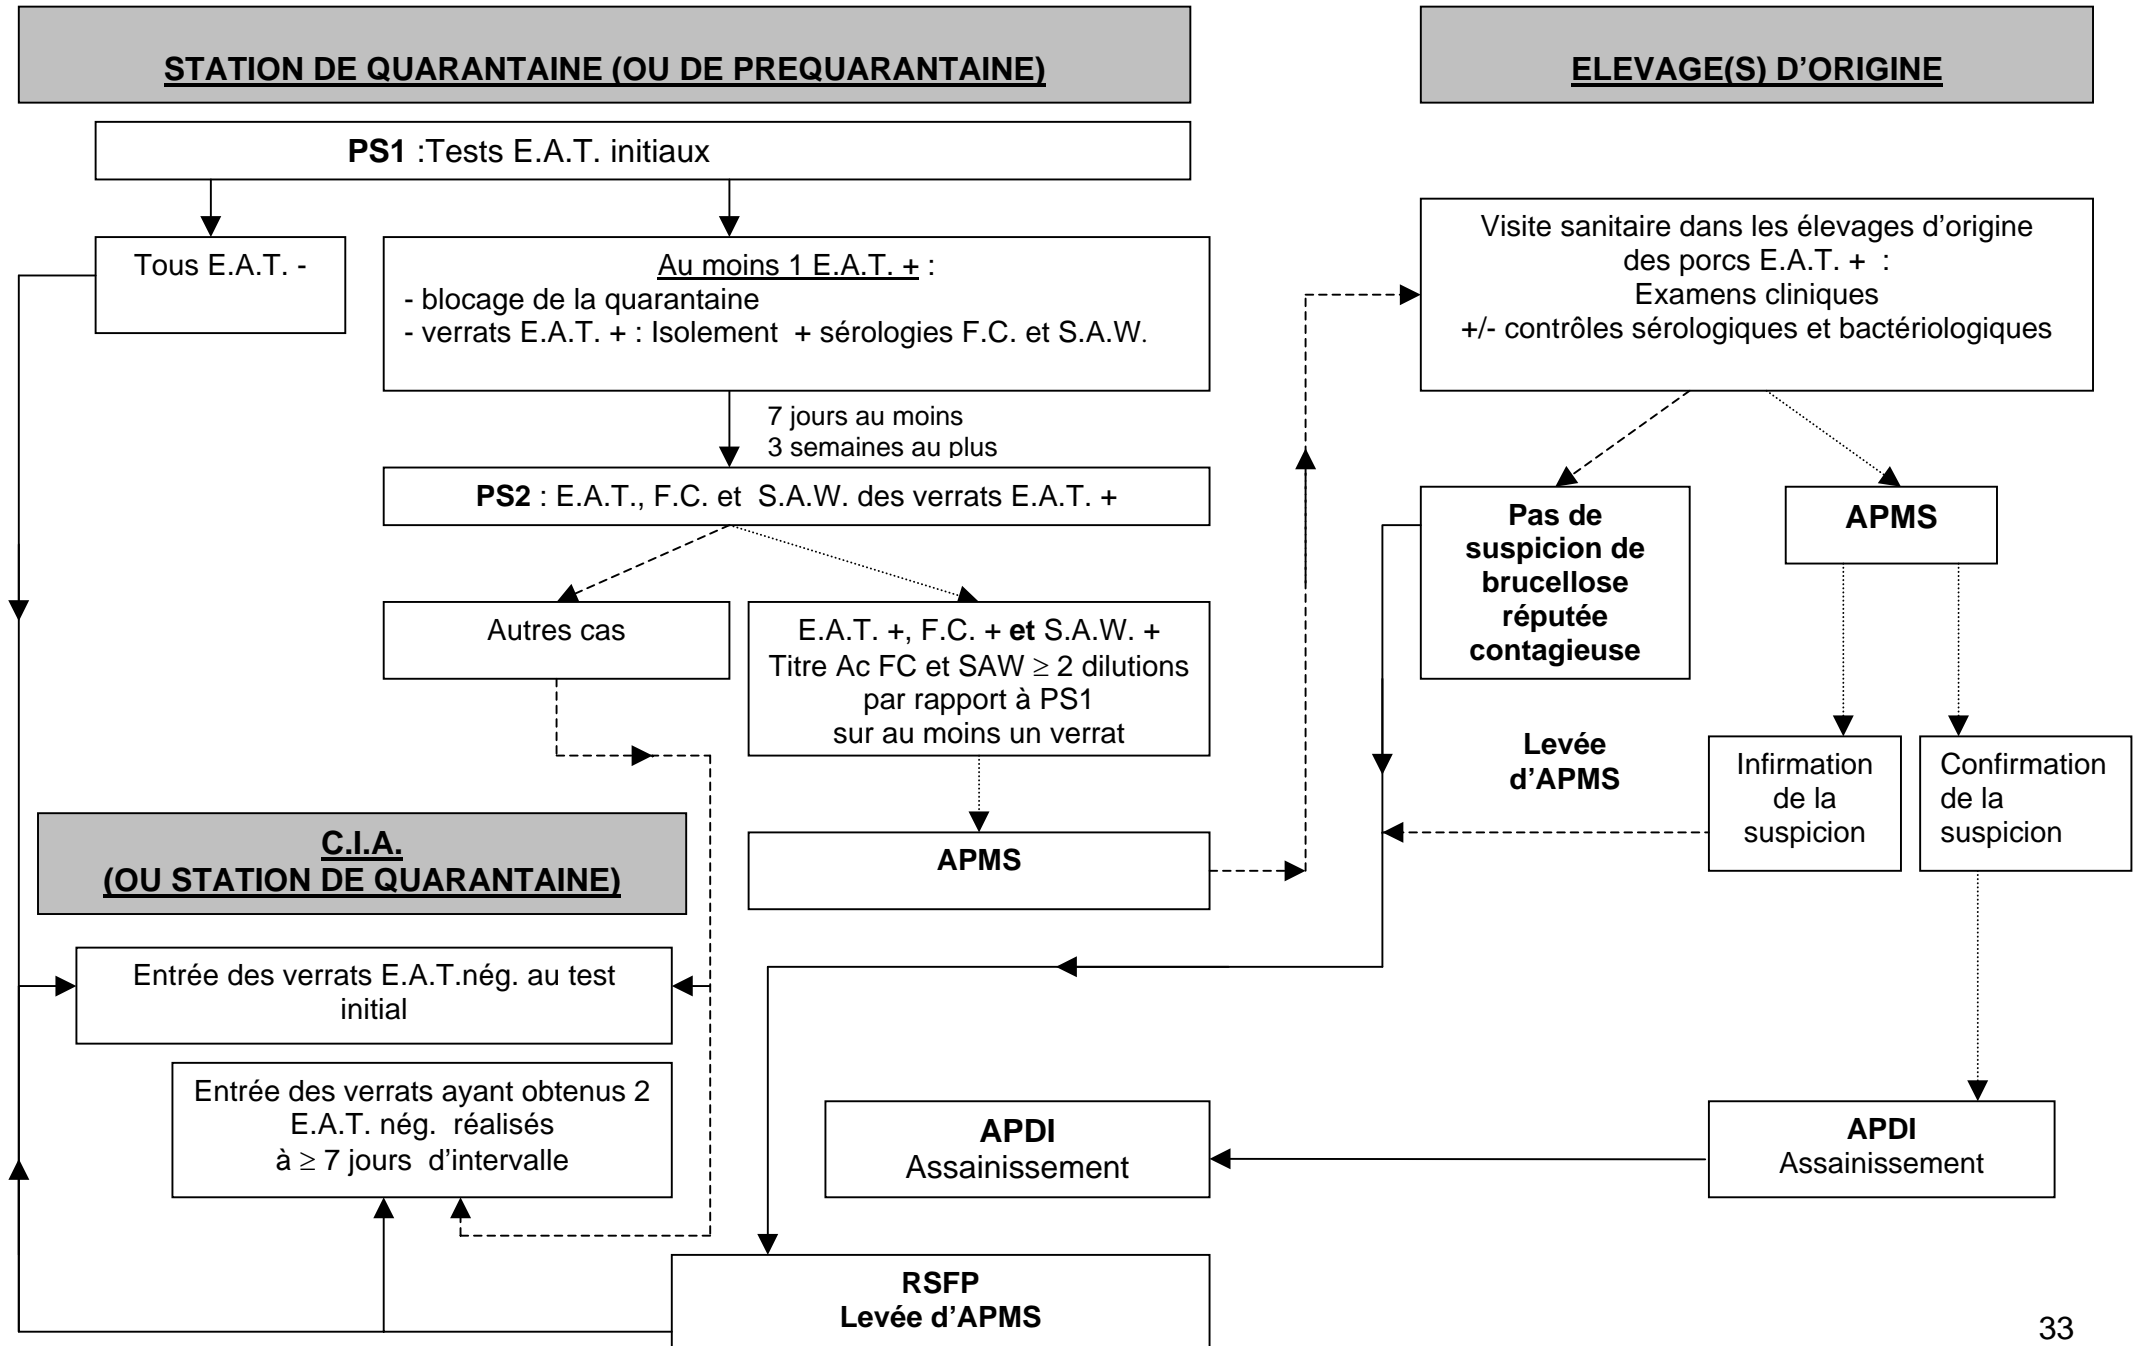 STATION DE QUARANTAINE (OU DE PREQUARANTAINE)
ELEVAGE(S) D'ORIGINE
PS1 :Tests E.A.T. initiaux
Tous E.A.T. -
Au moins 1 E.A.T. + :
- blocage de la quarantaine
- verrats E.A.T. + : Isolement + sérologies F.C. et S.A.W.
7 jours au moins
3 semaines au plus
PS2 : E.A.T., F.C. et S.A.W. des verrats E.A.T. +
Autres cas
E.A.T. +, F.C. + et S.A.W. +
Titre Ac FC et SAW ≥ 2 dilutions
par rapport à PS1
sur au moins un verrat
APMS
Visite sanitaire dans les élevages d'origine
des porcs E.A.T. + :
Examens cliniques
+/- contrôles sérologiques et bactériologiques
Pas de
suspicion de
brucellose
réputée
contagieuse
APMS
Levée
d'APMS
Infirmation
de la
suspicion
Confirmation
de la
suspicion
C.I.A.
(OU STATION DE QUARANTAINE)
Entrée des verrats E.A.T.nég. au test
initial
Entrée des verrats ayant obtenus 2
E.A.T. nég. réalisés
à ≥ 7 jours d'intervalle
APDI
Assainissement
APDI
Assainissement
RSFP
Levée d'APMS
33